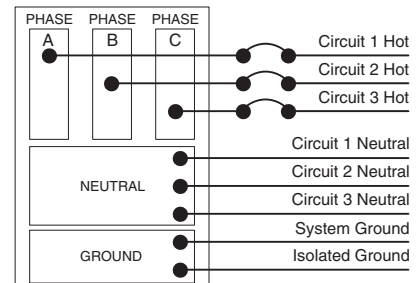 PHASE PHASE PHASE
A B C
Circuit 1 Hot
Circuit 2 Hot
Circuit 3 Hot
Circuit 1 Neutral
NEUTRAL
Circuit 2 Neutral
Circuit 3 Neutral
System Ground
GROUND
Isolated Ground